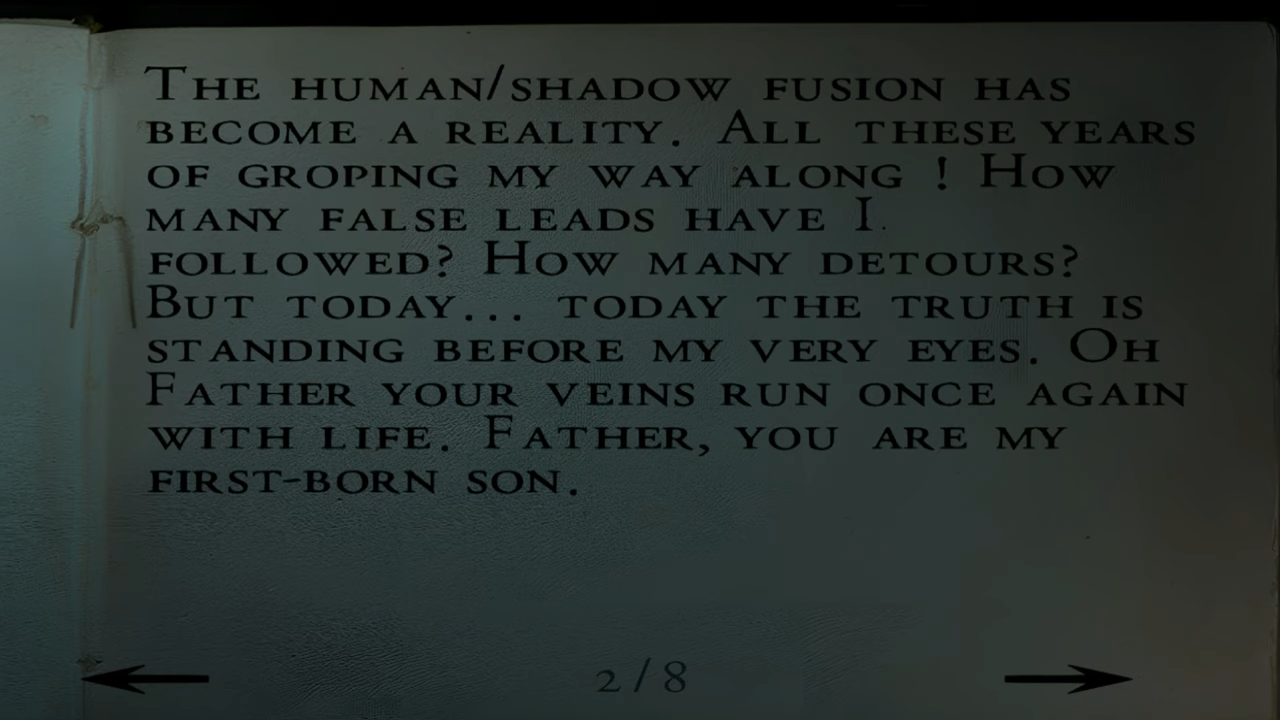 The human/shadow fusion has
become a reality. All these years
of groping my way along ! How
many false leads have I
followed? How many detours?
But today... today the truth is
standing before my very eyes. Oh
Father your veins run once again
with life. Father, you are my
first-born son.
2/8